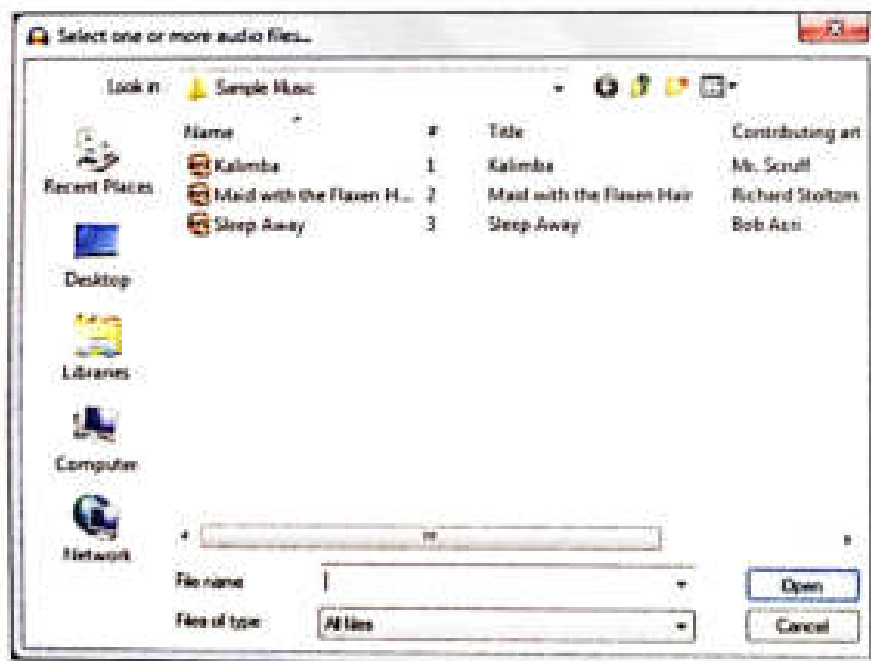 Select one or more audio files...
Look in Sample Music
Name # Title Contributing art
Kalimba 1 Kalimba Mr. Scruff
Maid with the Flaxen H... 2 Maid with the Flaxen Hair Richard Stoltzm
Sleep Away 3 Sleep Away Bob Acri
Recent Places
Desktop
Libraries
Computer
Network
File name Open
Files of type All files Cancel